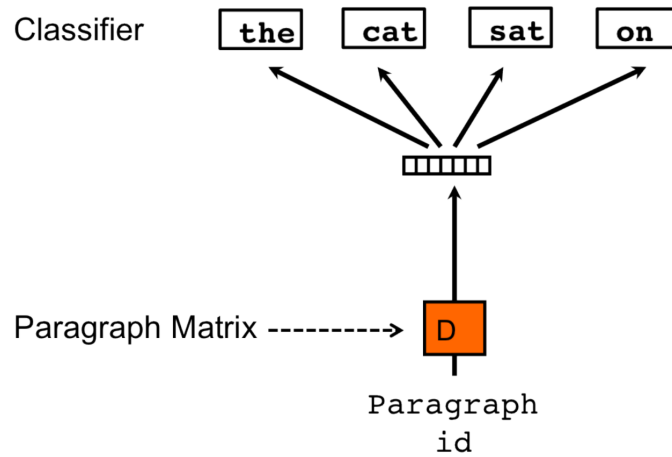 Classifier the cat sat on
Paragraph Matrix D
Paragraph
id